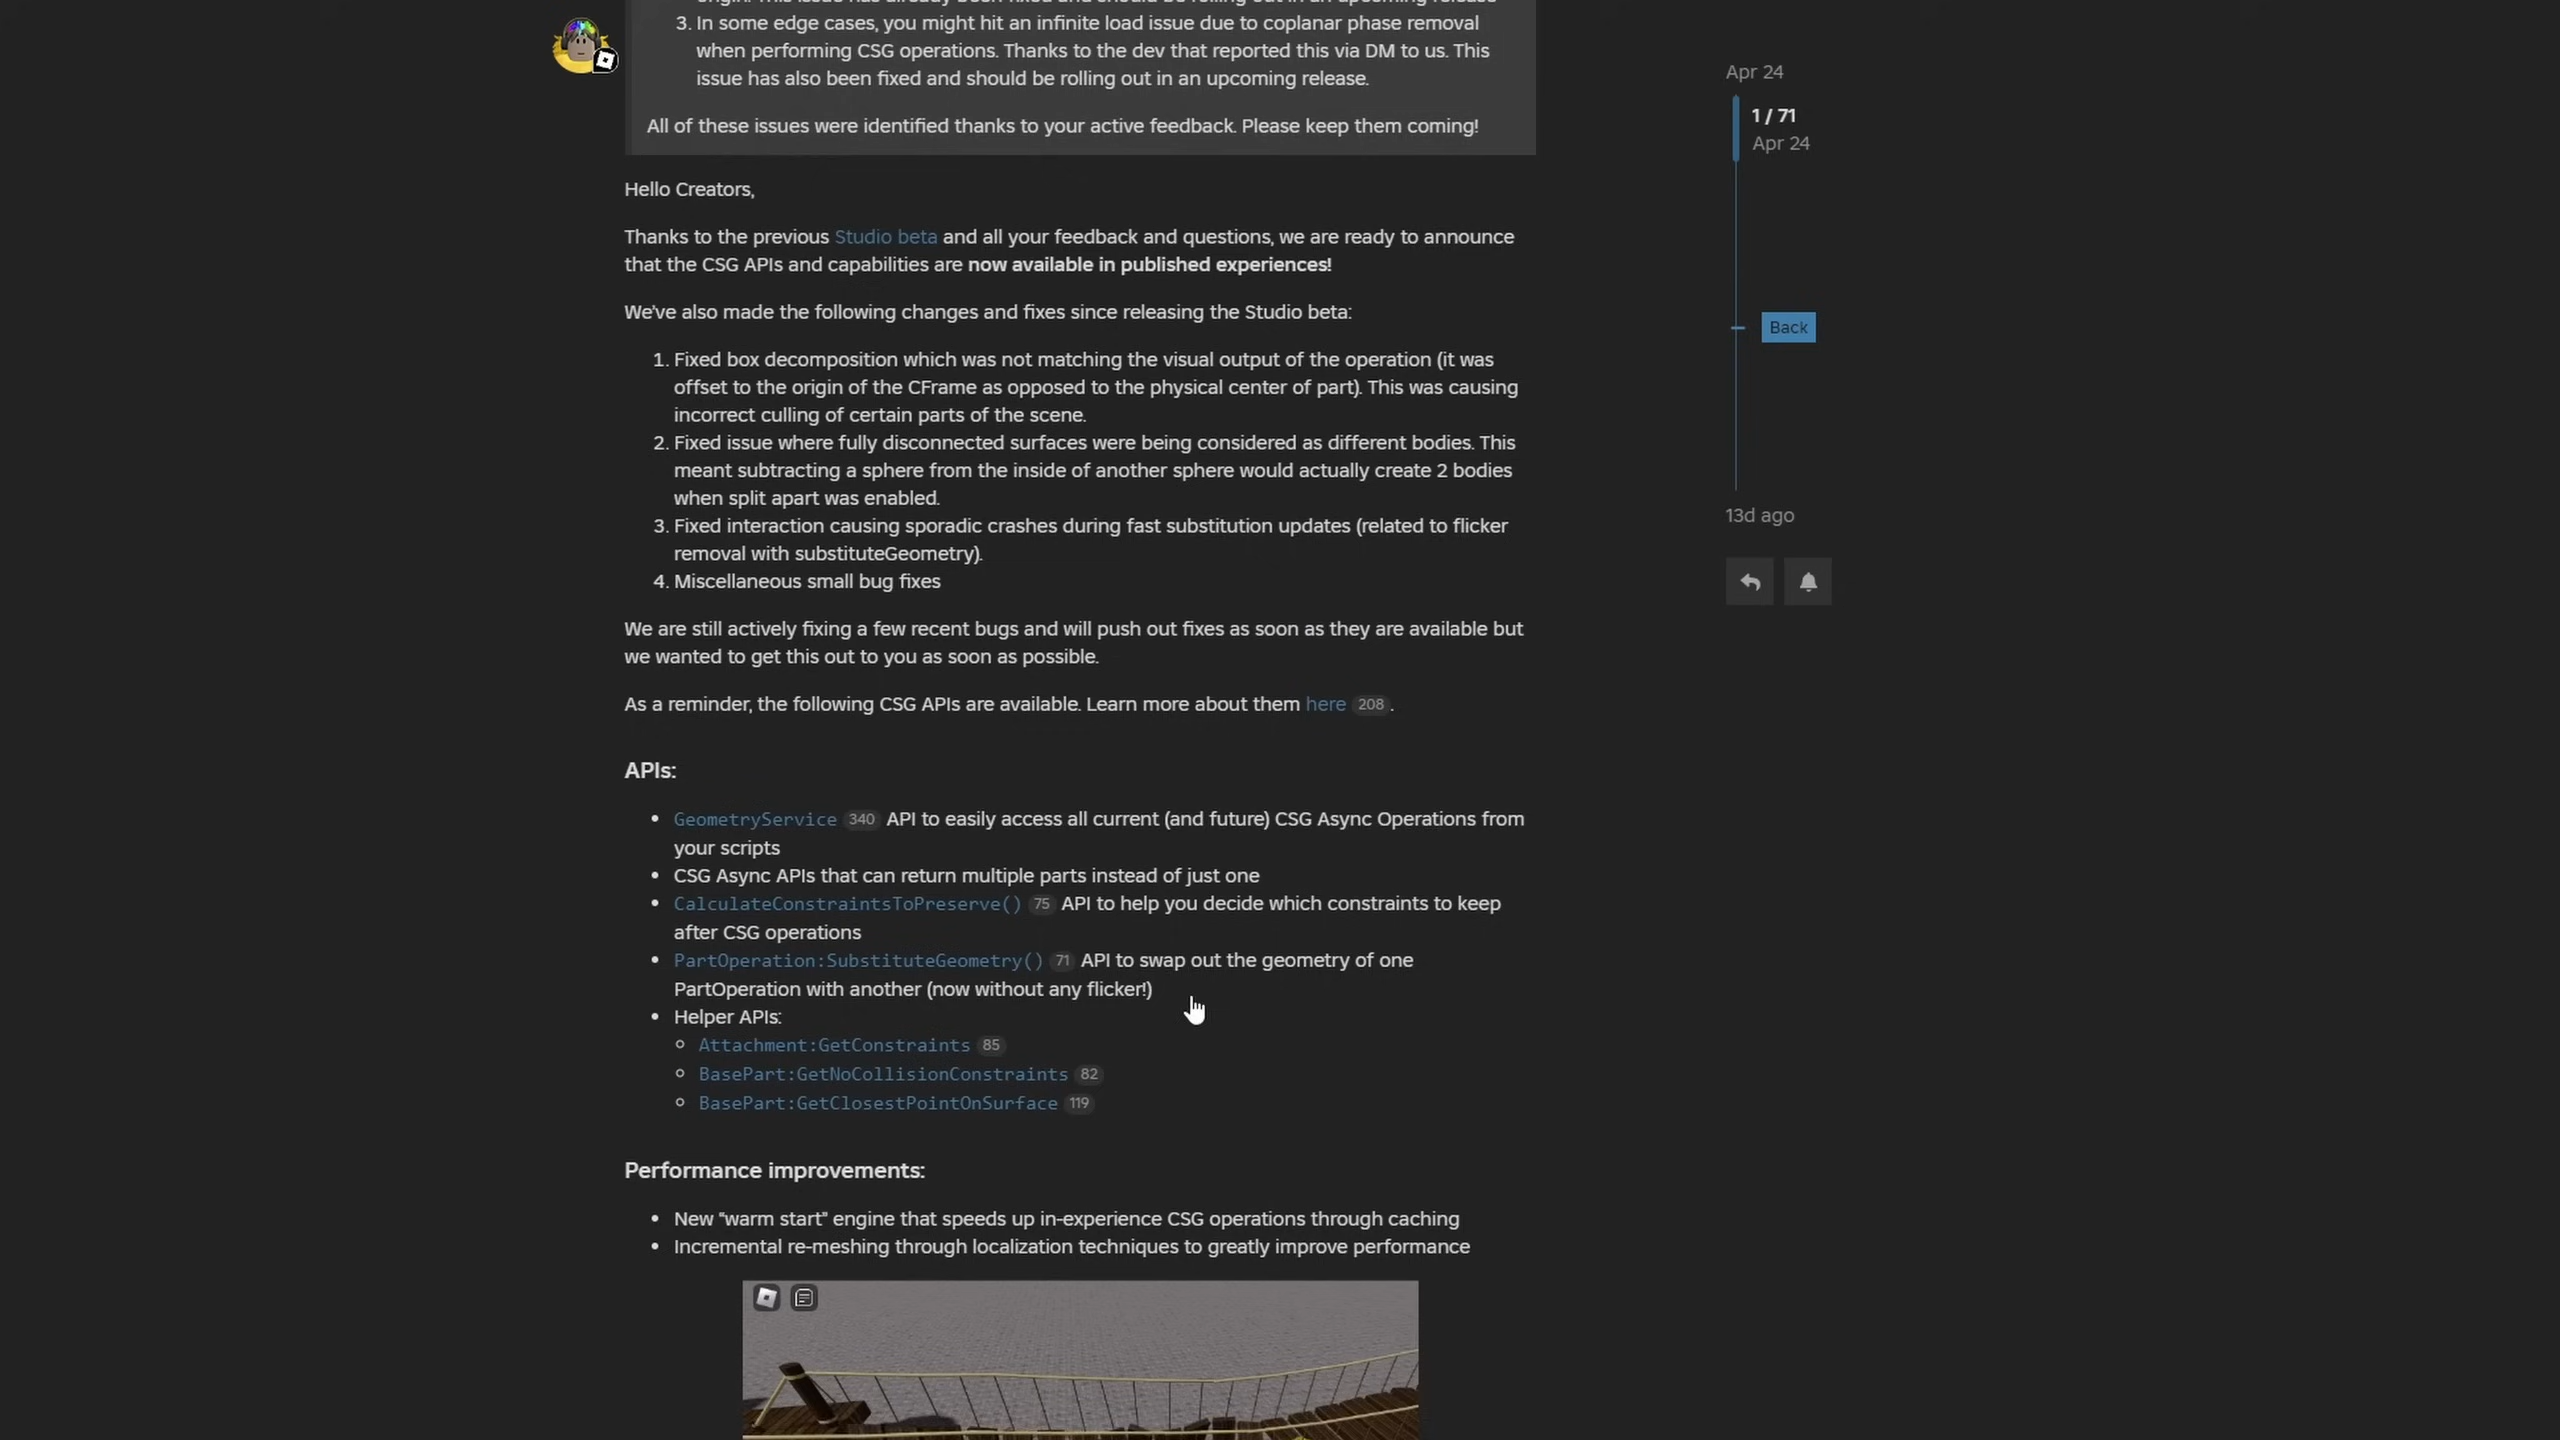 3. In some edge cases, you might hit an infinite load issue due to coplanar phase removal
when performing CSG operations. Thanks to the dev that reported this via DM to us. This
issue has also been fixed and should be rolling out in an upcoming release.
All of these issues were identified thanks to your active feedback. Please keep them coming!
Hello Creators,
Thanks to the previous Studio beta and all your feedback and questions, we are ready to announce
that the CSG APIs and capabilities are now available in published experiences!
We've also made the following changes and fixes since releasing the Studio beta:
1. Fixed box decomposition which was not matching the visual output of the operation (it was
offset to the origin of the CFrame as opposed to the physical center of part). This was causing
incorrect culling of certain parts of the scene.
2. Fixed issue where fully disconnected surfaces were being considered as different bodies. This
meant subtracting a sphere from the inside of another sphere would actually create 2 bodies
when split apart was enabled.
3. Fixed interaction causing sporadic crashes during fast substitution updates (related to flicker
removal with substituteGeometry).
4. Miscellaneous small bug fixes
We are still actively fixing a few recent bugs and will push out fixes as soon as they are available but
we wanted to get this out to you as soon as possible.
As a reminder, the following CSG APIs are available. Learn more about them here 208.
APIs:
• GeometryService 340 API to easily access all current (and future) CSG Async Operations from
your scripts
• CSG Async APIs that can return multiple parts instead of just one
• CalculateConstraintsToPreserve() 75 API to help you decide which constraints to keep
after CSG operations
• PartOperation:SubstituteGeometry() 71 API to swap out the geometry of one
PartOperation with another (now without any flicker!)
• Helper APIs:
◦ Attachment:GetConstraints 85
◦ BasePart:GetNoCollisionConstraints 82
◦ BasePart:GetClosestPointOnSurface 119
Performance improvements:
• New "warm start" engine that speeds up in-experience CSG operations through caching
• Incremental re-meshing through localization techniques to greatly improve performance
Apr 24
1 / 71
Apr 24
Back
13d ago